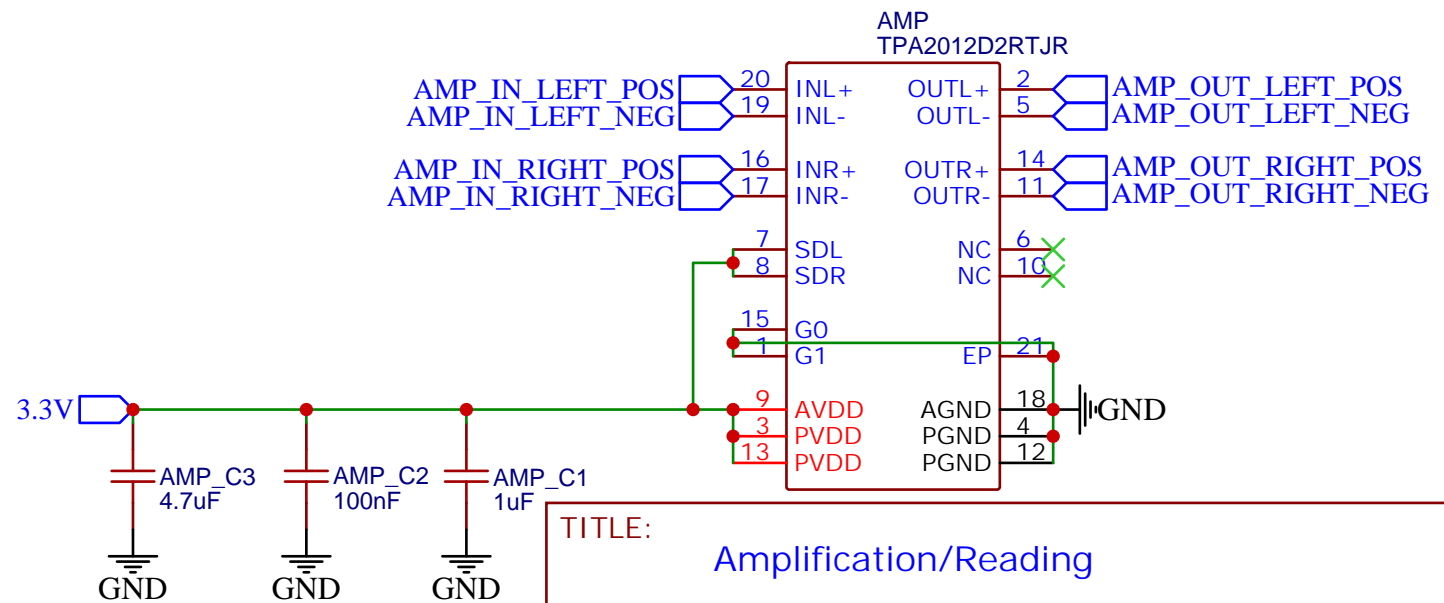 AMP
TPA2012D2RTJR
AMP_IN_LEFT_POS 20 INL+ OUTL+ 2 AMP_OUT_LEFT_POS
AMP_IN_LEFT_NEG 19 INL- OUTL- 5 AMP_OUT_LEFT_NEG
AMP_IN_RIGHT_POS 16 INR+ OUTR+ 14 AMP_OUT_RIGHT_POS
AMP_IN_RIGHT_NEG 17 INR- OUTR- 11 AMP_OUT_RIGHT_NEG
7 SDL NC 6
8 SDR NC 10
15 G0
1 G1 EP 21
3.3V 9 AVDD AGND 18 GND
3 PVDD PGND 4
13 PVDD PGND 12
AMP_C3 AMP_C2 AMP_C1
4.7uF 100nF 1uF
GND GND GND
TITLE:
Amplification/Reading